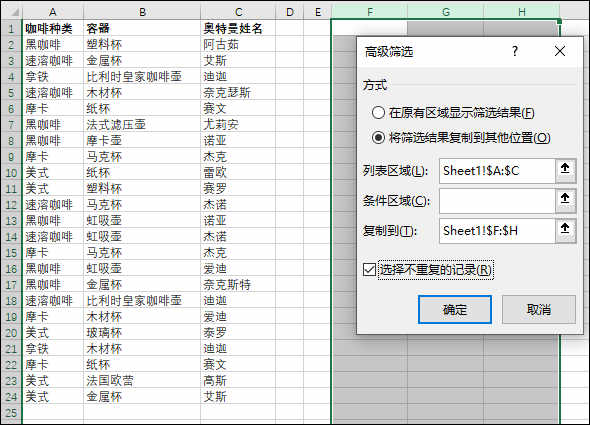 A B C D E F G H
1 咖啡种类 容器 奥特曼姓名
2 黑咖啡 塑料杯 阿古茹
3 速溶咖啡 金属杯 艾斯
4 拿铁 比利时皇家咖啡壶 迪迦
5 速溶咖啡 木材杯 奈克瑟斯
6 摩卡 纸杯 赛文
7 黑咖啡 法式滤压壶 尤莉安
8 黑咖啡 摩卡壶 诺亚
9 摩卡 马克杯 杰克
10 美式 纸杯 雷欧
11 美式 塑料杯 赛罗
12 速溶咖啡 马克杯 杰诺
13 黑咖啡 虹吸壶 诺亚
14 速溶咖啡 虹吸壶 杰诺
15 摩卡 马克杯 杰克
16 黑咖啡 虹吸壶 爱迪
17 黑咖啡 金属杯 奈克斯特
18 速溶咖啡 比利时皇家咖啡壶 迪迦
19 摩卡 木材杯 爱迪
20 美式 玻璃杯 泰罗
21 拿铁 木材杯 迪迦
22 摩卡 纸杯 赛文
23 美式 法国欧蕾 高斯
24 美式 金属杯 艾斯
25
高级筛选 ? ×
方式
在原有区域显示筛选结果(F)
将筛选结果复制到其他位置(O)
列表区域(L): Sheet1!$A:$C
条件区域(C):
复制到(T): Sheet1!$F:$H
选择不重复的记录(R)
确定 取消